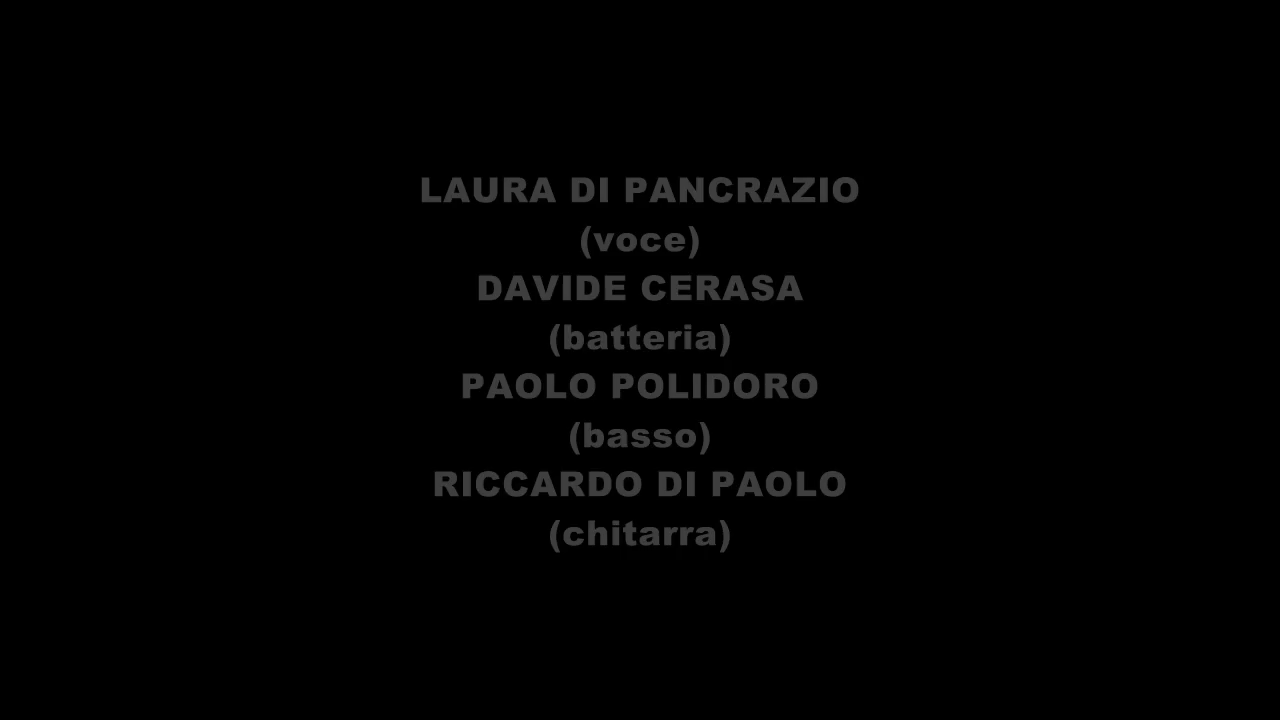 LAURA DI PANCRAZIO
(voce)
DAVIDE CERASA
(batteria)
PAOLO POLIDORO
(basso)
RICCARDO DI PAOLO
(chitarra)